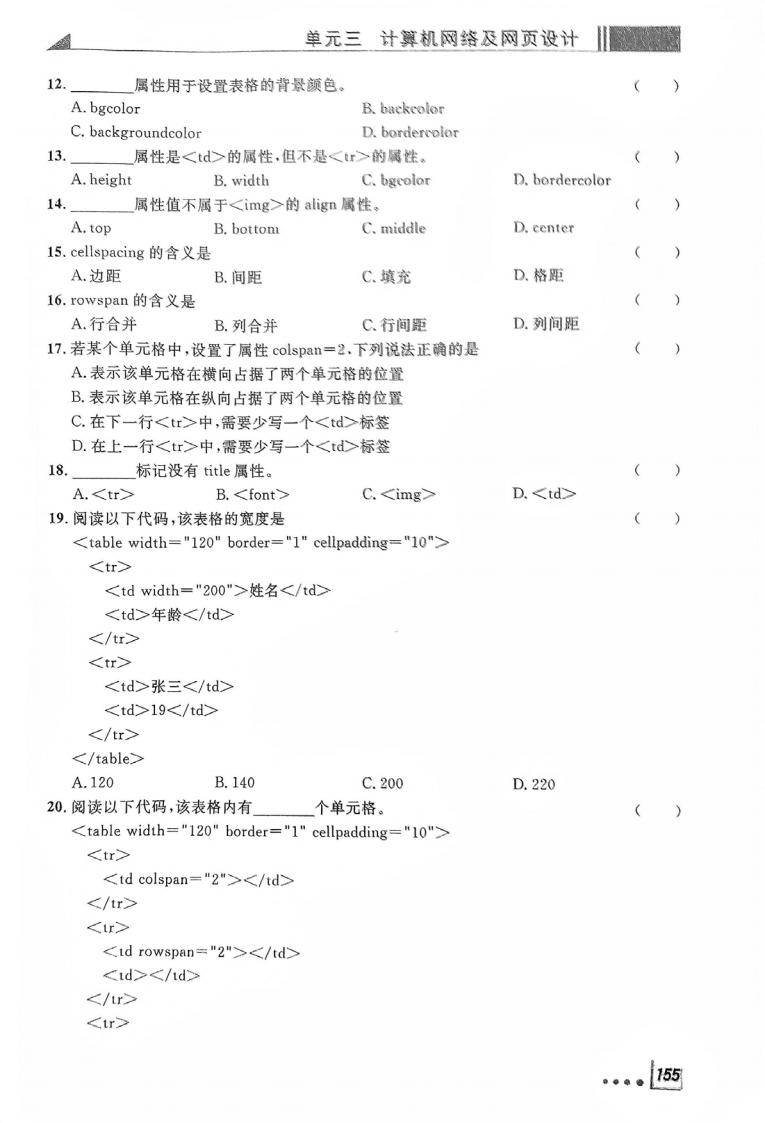 单元三 计算机网络及网页设计
12. ______属性用于设置表格的背景颜色。 ( )
A. bgcolor B. backcolor
C. backgroundcolor D. bordercolor
13. ______属性是<td>的属性,但不是<tr>的属性。 ( )
A. height B. width C. bgcolor D. bordercolor
14. ______属性值不属于<img>的 align 属性。 ( )
A. top B. bottom C. middle D. center
15. cellspacing 的含义是 ( )
A. 边距 B. 间距 C. 填充 D. 格距
16. rowspan 的含义是 ( )
A. 行合并 B. 列合并 C. 行间距 D. 列间距
17. 若某个单元格中,设置了属性 colspan=2,下列说法正确的是 ( )
A. 表示该单元格在横向占据了两个单元格的位置
B. 表示该单元格在纵向占据了两个单元格的位置
C. 在下一行<tr>中,需要少写一个<td>标签
D. 在上一行<tr>中,需要少写一个<td>标签
18. ______标记没有 title 属性。 ( )
A. <tr> B. <font> C. <img> D. <td>
19. 阅读以下代码,该表格的宽度是 ( )
<table width="120" border="1" cellpadding="10">
<tr>
<td width="200">姓名</td>
<td>年龄</td>
</tr>
<tr>
<td>张三</td>
<td>19</td>
</tr>
</table>
A. 120 B. 140 C. 200 D. 220
20. 阅读以下代码,该表格内有______个单元格。 ( )
<table width="120" border="1" cellpadding="10">
<tr>
<td colspan="2"></td>
</tr>
<tr>
<td rowspan="2"></td>
<td></td>
</tr>
<tr>
155